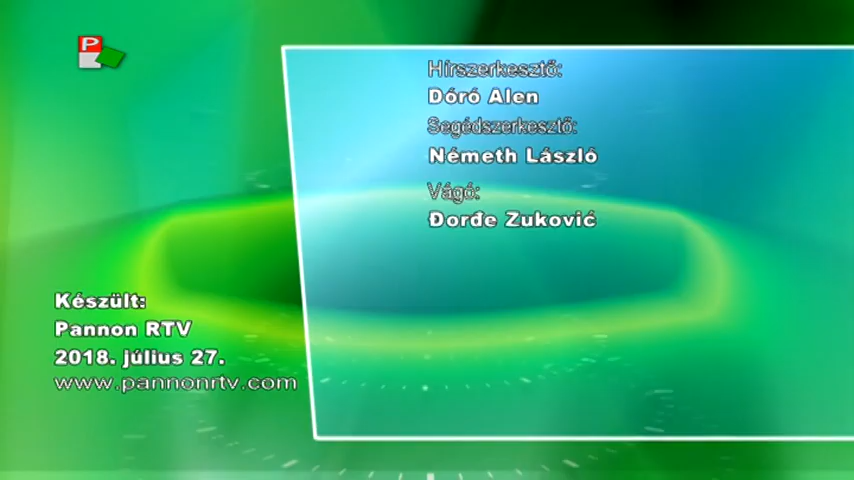 P
Hírszerkesztő:
Dóró Alen
Segédszerkesztő:
Németh László
Vágó:
Đorđe Zuković
Készült:
Pannon RTV
2018. július 27.
www.pannonrtv.com